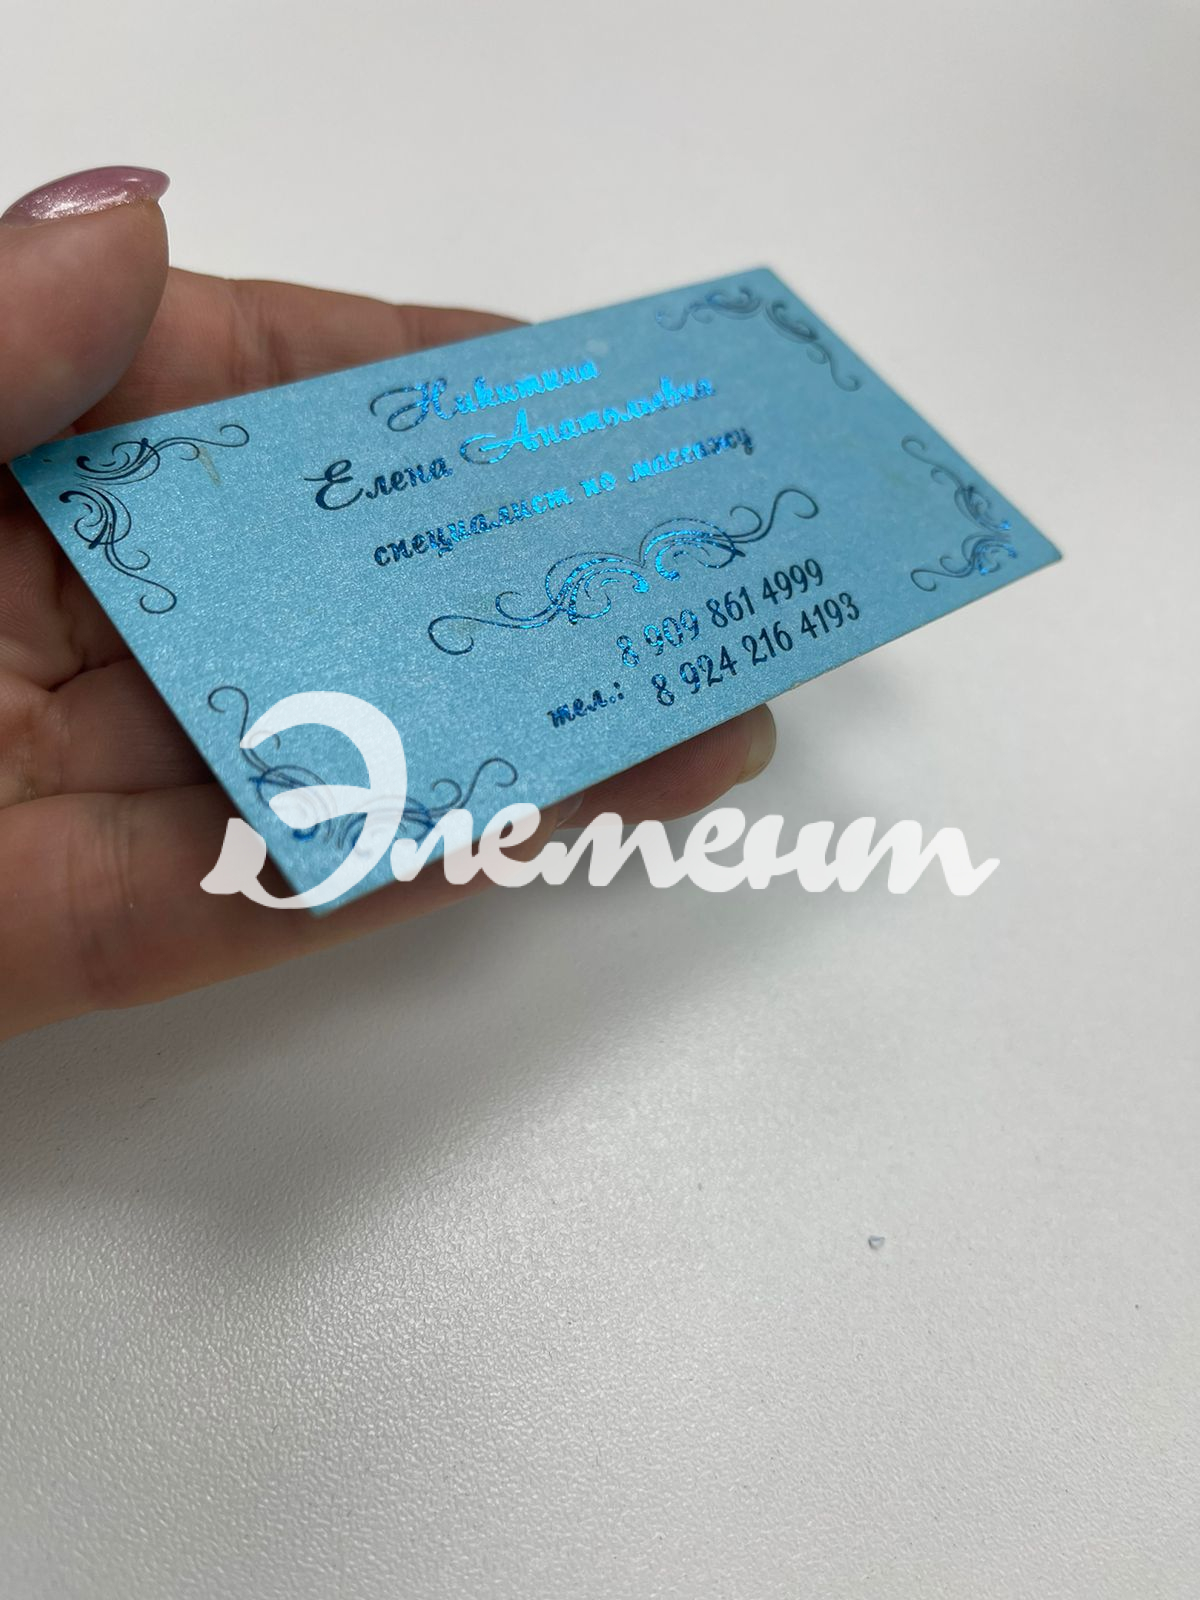 Никитина
Елена Анатольевна
специалист по массажу
8 909 861 4999
тел.: 8 924 216 4193
Элемент